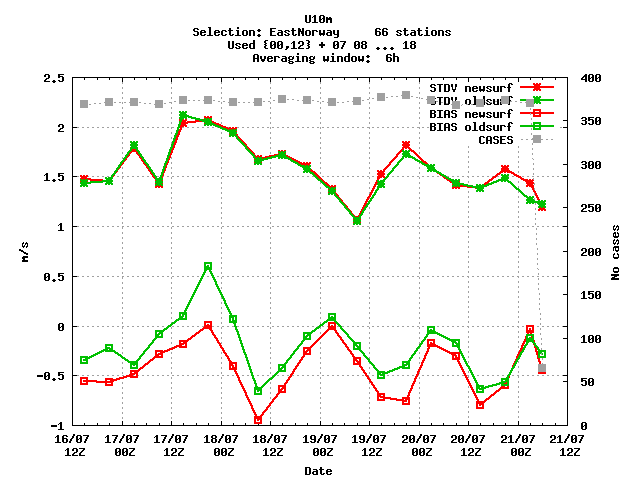 U10m
Selection: EastNorway     66 stations
Used {00,12} + 07 08 ... 18
Averaging window:  6h
2.5
2
1.5
1
0.5
0
-0.5
-1
m/s
400
350
300
250
200
150
100
50
0
No cases
STDV newsurf
STDV oldsurf
BIAS newsurf
BIAS oldsurf
CASES
16/07 17/07 17/07 18/07 18/07 19/07 19/07 20/07 20/07 21/07 21/07
12Z 00Z 12Z 00Z 12Z 00Z 12Z 00Z 12Z 00Z 12Z
Date